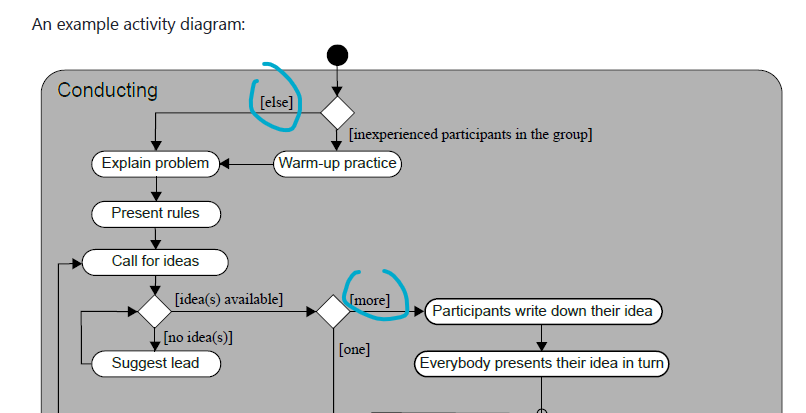 An example activity diagram:
Conducting
[else]
[inexperienced participants in the group]
Explain problem
Warm-up practice
Present rules
Call for ideas
[idea(s) available]
[more]
Participants write down their idea
[no idea(s)]
[one]
Suggest lead
Everybody presents their idea in turn